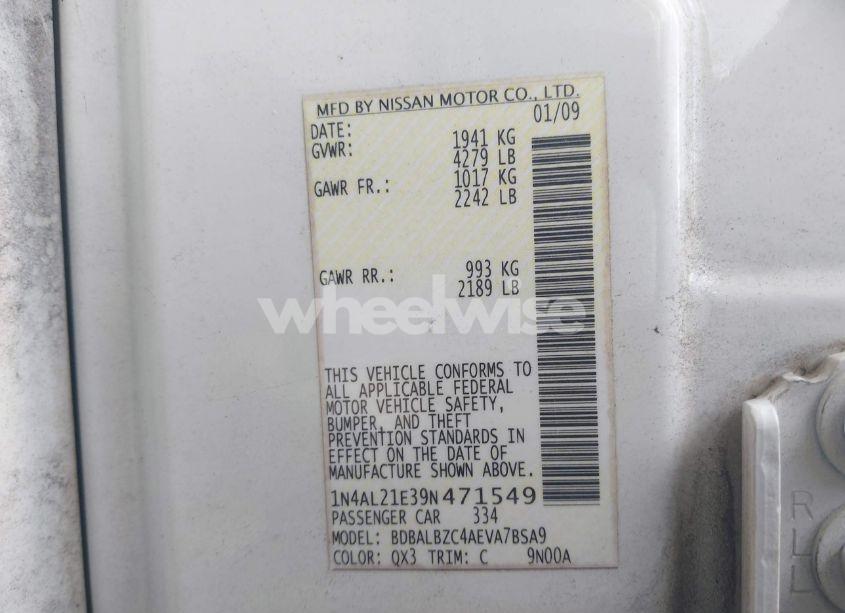 MFD BY NISSAN MOTOR CO., LTD.
DATE: 01/09
GVWR: 1941 KG
4279 LB
GAWR FR.: 1017 KG
2242 LB
GAWR RR.: 993 KG
2189 LB
wheelwise
THIS VEHICLE CONFORMS TO
ALL APPLICABLE FEDERAL
MOTOR VEHICLE SAFETY,
BUMPER, AND THEFT
PREVENTION STANDARDS IN
EFFECT ON THE DATE OF
MANUFACTURE SHOWN ABOVE.
1N4AL21E39N471549
PASSENGER CAR 334
MODEL: BDBALBZC4AEVA7BSA9
COLOR: QX3 TRIM: C 9N00A
R
L
L